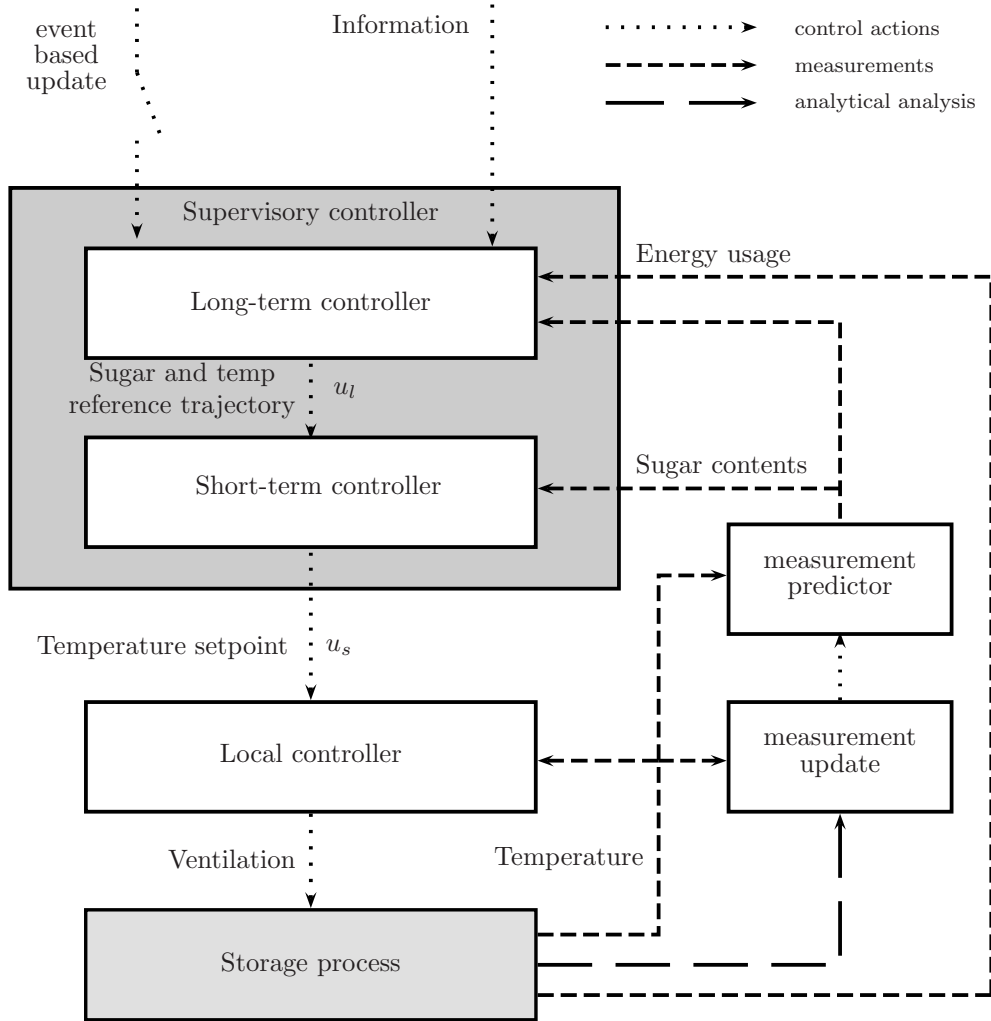 event
based
update
Information
control actions
measurements
analytical analysis
Supervisory controller
Long-term controller
Energy usage
Sugar and temp
reference trajectory
u_l
Short-term controller
Sugar contents
measurement
predictor
Temperature setpoint
u_s
Local controller
measurement
update
Ventilation
Temperature
Storage process